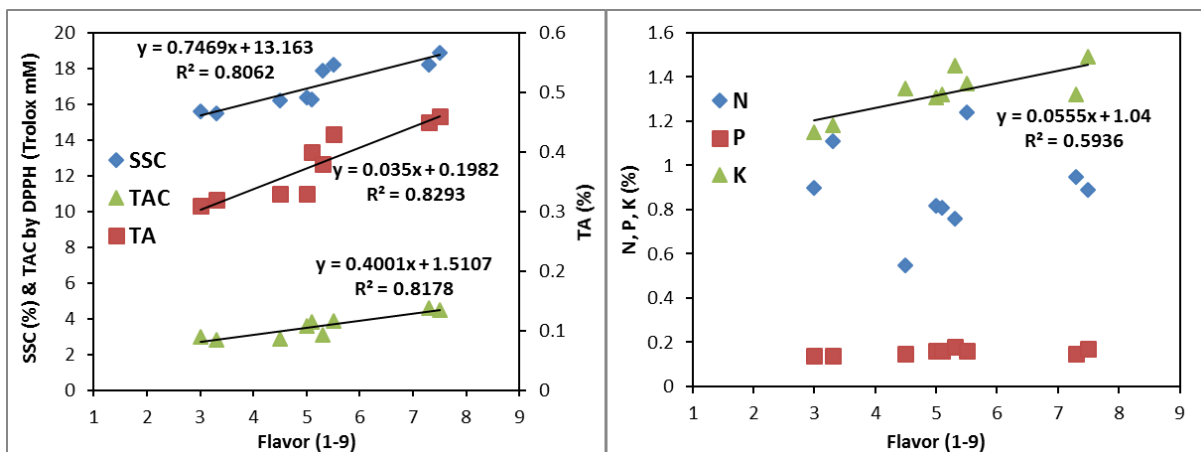 20
18
16
14
12
10
8
6
4
2
0
SSC (%) & TAC by DPPH (Trolox mM)
y = 0.7469x + 13.163
R² = 0.8062
SSC
TAC
TA
y = 0.035x + 0.1982
R² = 0.8293
y = 0.4001x + 1.5107
R² = 0.8178
0.6
0.5
0.4
0.3
0.2
0.1
0
TA (%)
1 2 3 4 5 6 7 8 9
Flavor (1-9)
1.6
1.4
1.2
1
0.8
0.6
0.4
0.2
0
N, P, K (%)
N
P
K
y = 0.0555x + 1.04
R² = 0.5936
1 2 3 4 5 6 7 8 9
Flavor (1-9)